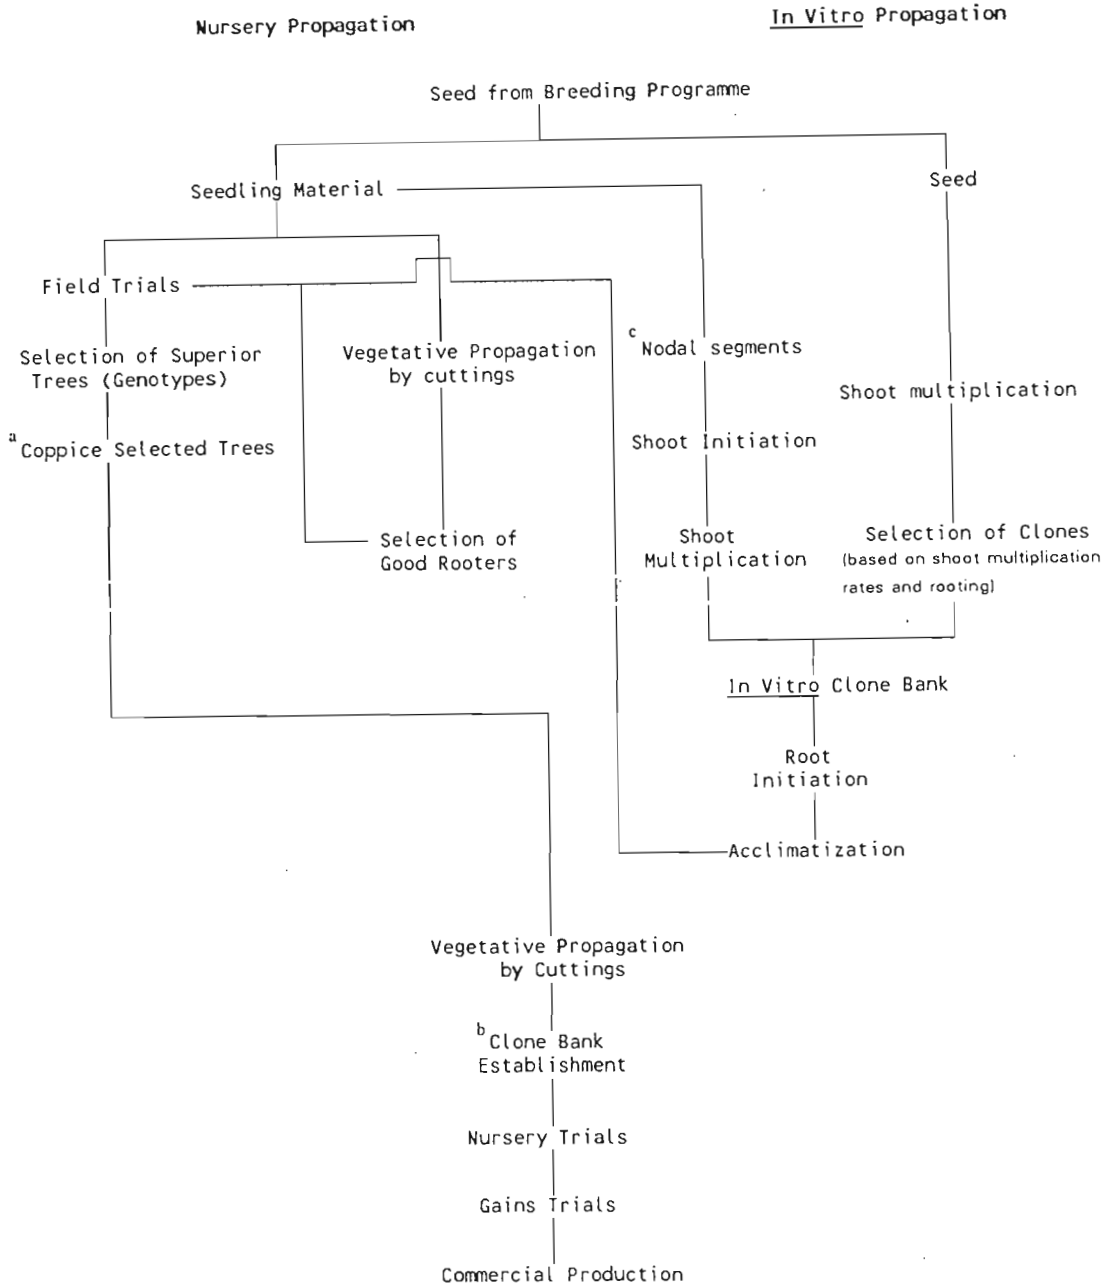 Nursery Propagation
In Vitro Propagation
Seed from Breeding Programme
Seedling Material
Seed
Field Trials
Selection of Superior
Trees (Genotypes)
Vegetative Propagation
by cuttings
c Nodal segments
Shoot multiplication
a Coppice Selected Trees
Shoot Initiation
Selection of
Good Rooters
Shoot
Multiplication
Selection of Clones
(based on shoot multiplication
rates and rooting)
In Vitro Clone Bank
Root
Initiation
Acclimatization
Vegetative Propagation
by Cuttings
b Clone Bank
Establishment
Nursery Trials
Gains Trials
Commercial Production